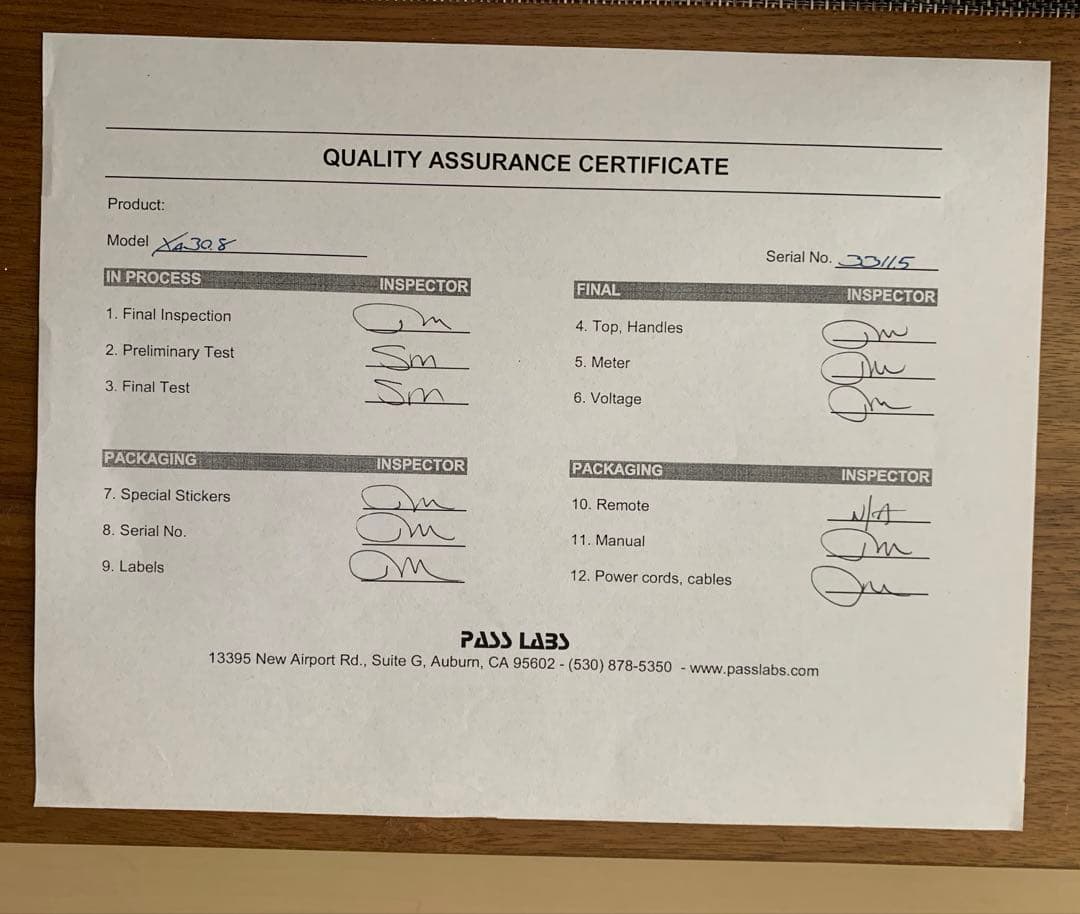 QUALITY ASSURANCE CERTIFICATE
Product:
Model XA30.8
Serial No. 33115
IN PROCESS INSPECTOR
1. Final Inspection
2. Preliminary Test Sm
3. Final Test Sm
FINAL INSPECTOR
4. Top, Handles
5. Meter
6. Voltage
PACKAGING INSPECTOR
7. Special Stickers
8. Serial No.
9. Labels
PACKAGING INSPECTOR
10. Remote N/A
11. Manual
12. Power cords, cables
PASS LABS
13395 New Airport Rd., Suite G, Auburn, CA 95602 - (530) 878-5350 - www.passlabs.com